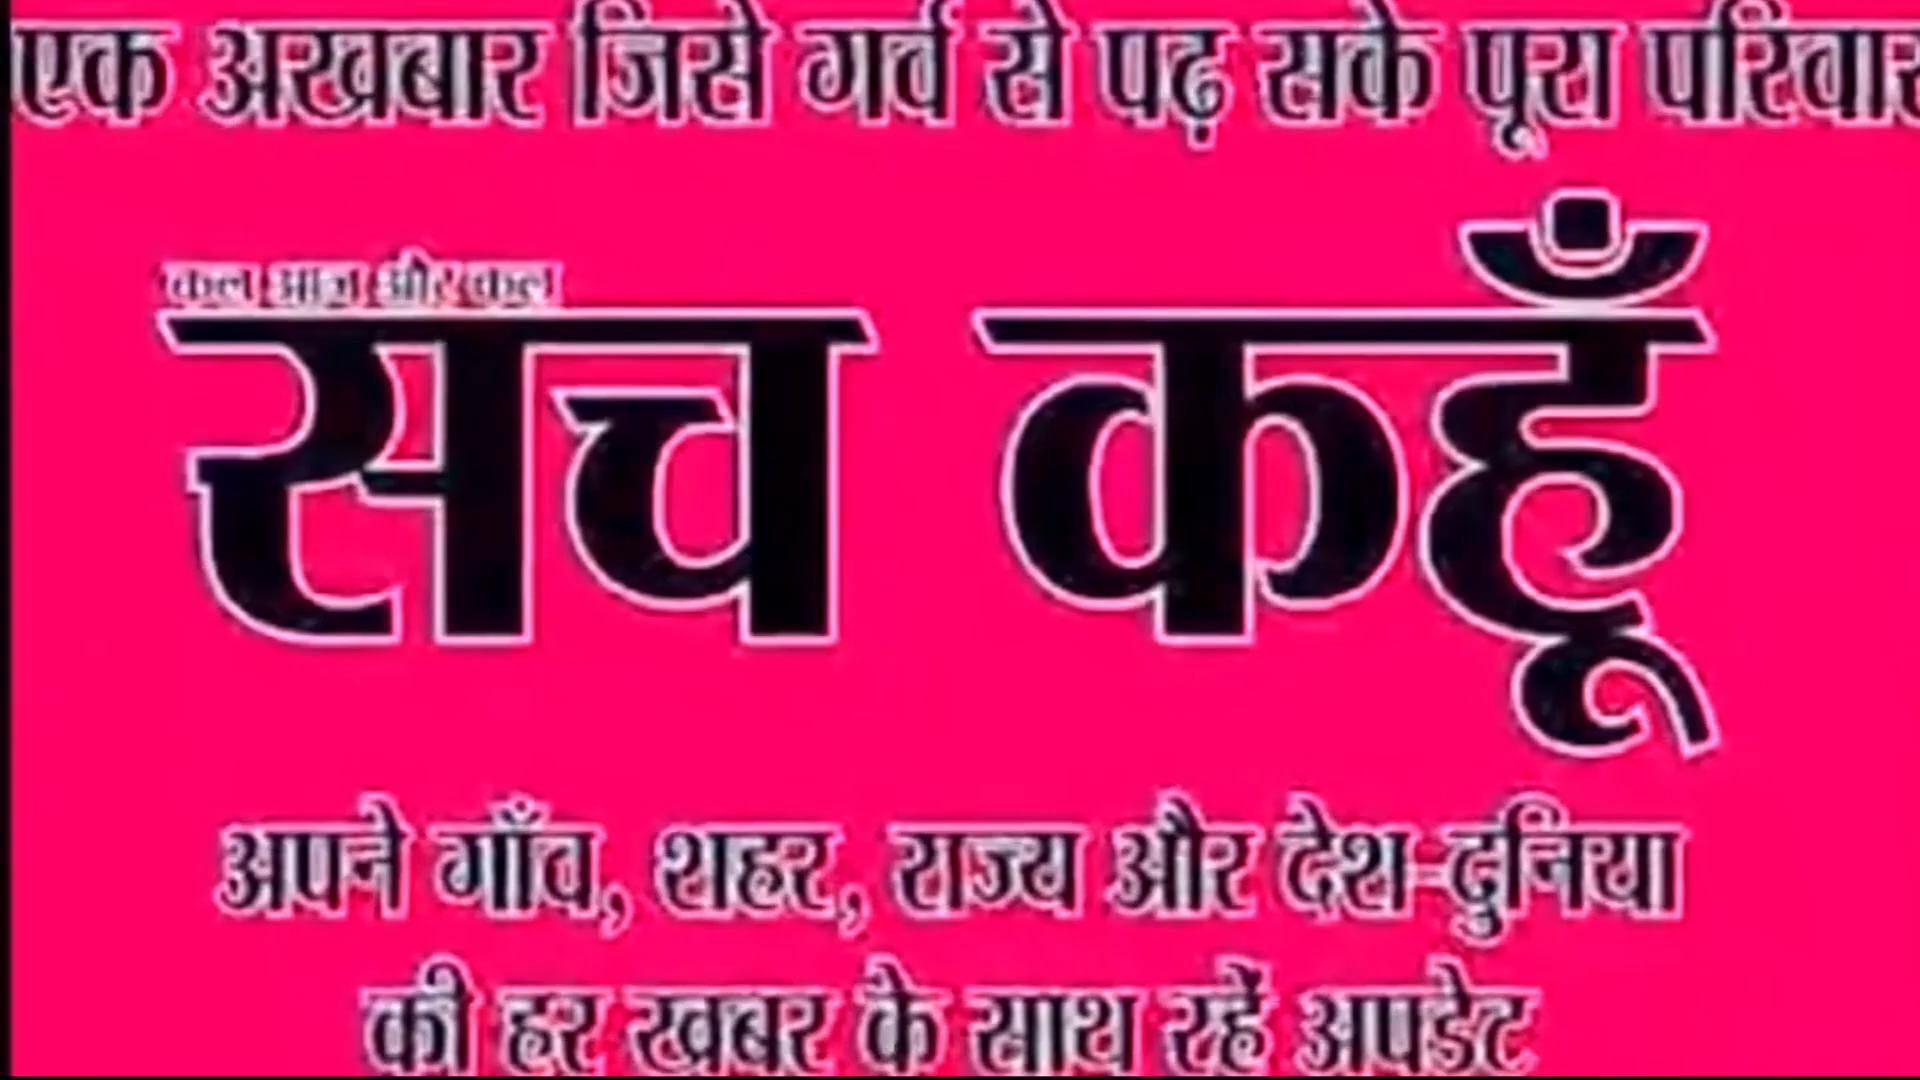 एक अखबार जिसे गर्व से पढ़ सके पूरा परिवार
कल आज और कल
सच कहूँ
अपने गाँव, शहर, राज्य और देश-दुनिया
की हर खबर के साथ रहें अपडेट